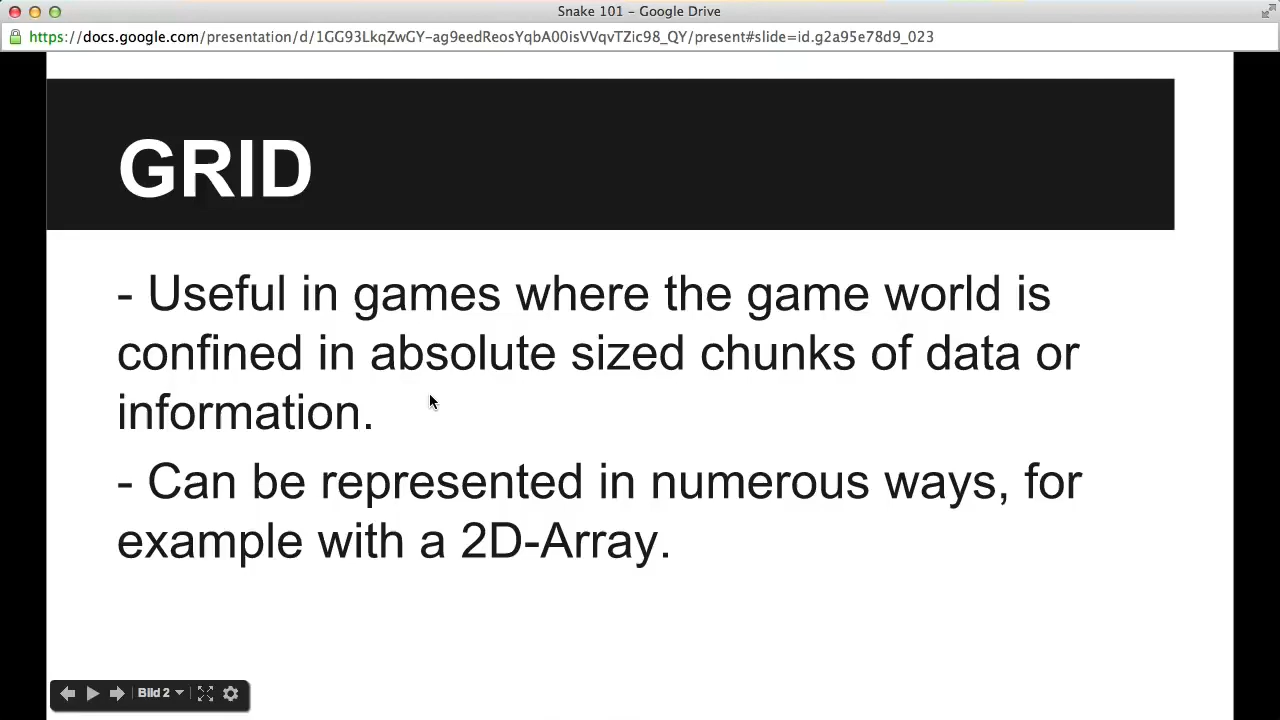 Snake 101 – Google Drive
https://docs.google.com/presentation/d/1GG93LkqZwGY-ag9eedReosYqbA00isVVqvTZic98_QY/present#slide=id.g2a95e78d9_023
GRID
- Useful in games where the game world is
confined in absolute sized chunks of data or
information.
- Can be represented in numerous ways, for
example with a 2D-Array.
Bild 2